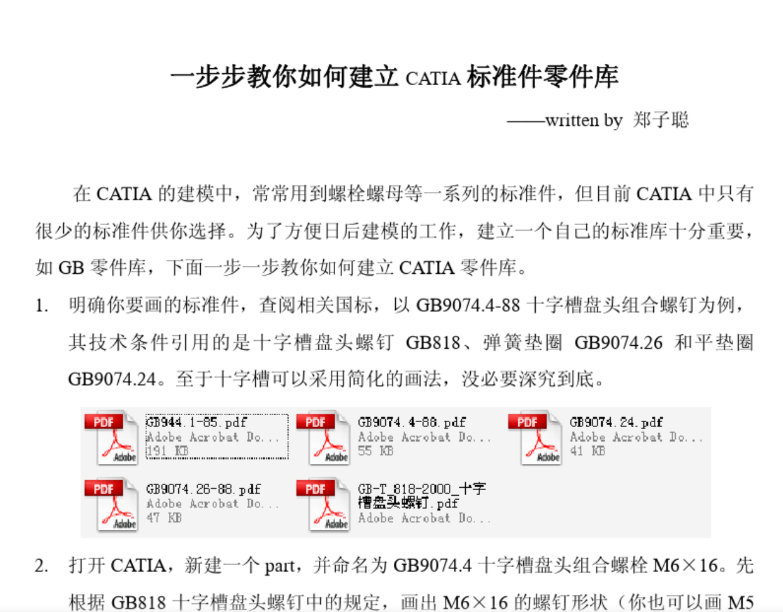 一步步教你如何建立 CATIA 标准件零件库
——written by 郑子聪
在 CATIA 的建模中，常常用到螺栓螺母等一系列的标准件，但目前 CATIA 中只有
很少的标准件供你选择。为了方便日后建模的工作，建立一个自己的标准库十分重要，
如 GB 零件库，下面一步一步教你如何建立 CATIA 零件库。
1. 明确你要画的标准件，查阅相关国标，以 GB9074.4-88 十字槽盘头组合螺钉为例，
其技术条件引用的是十字槽盘头螺钉 GB818、弹簧垫圈 GB9074.26 和平垫圈
GB9074.24。至于十字槽可以采用简化的画法，没必要深究到底。
PDF
Adobe
GB944.1-85.pdf
Adobe Acrobat Do...
191 KB
PDF
Adobe
GB9074.4-88.pdf
Adobe Acrobat Do...
55 KB
PDF
Adobe
GB9074.24.pdf
Adobe Acrobat Do...
41 KB
PDF
Adobe
GB9074.26-88.pdf
Adobe Acrobat Do...
47 KB
PDF
Adobe
GB-T_818-2000_十字
槽盘头螺钉.pdf
Adobe Acrobat Do...
2. 打开 CATIA，新建一个 part，并命名为 GB9074.4 十字槽盘头组合螺栓 M6×16。先
根据 GB818 十字槽盘头螺钉中的规定，画出 M6×16 的螺钉形状（你也可以画 M5